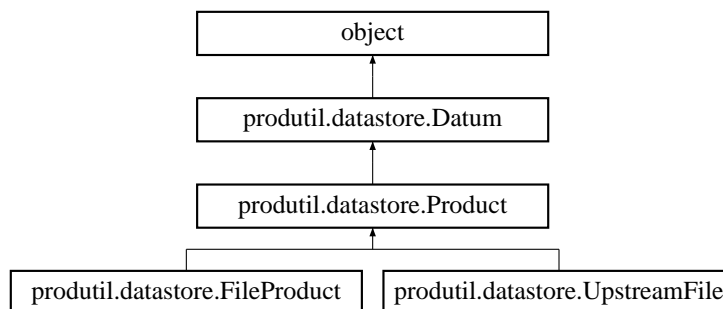 object
produtil.datastore.Datum
produtil.datastore.Product
produtil.datastore.FileProduct
produtil.datastore.UpstreamFile